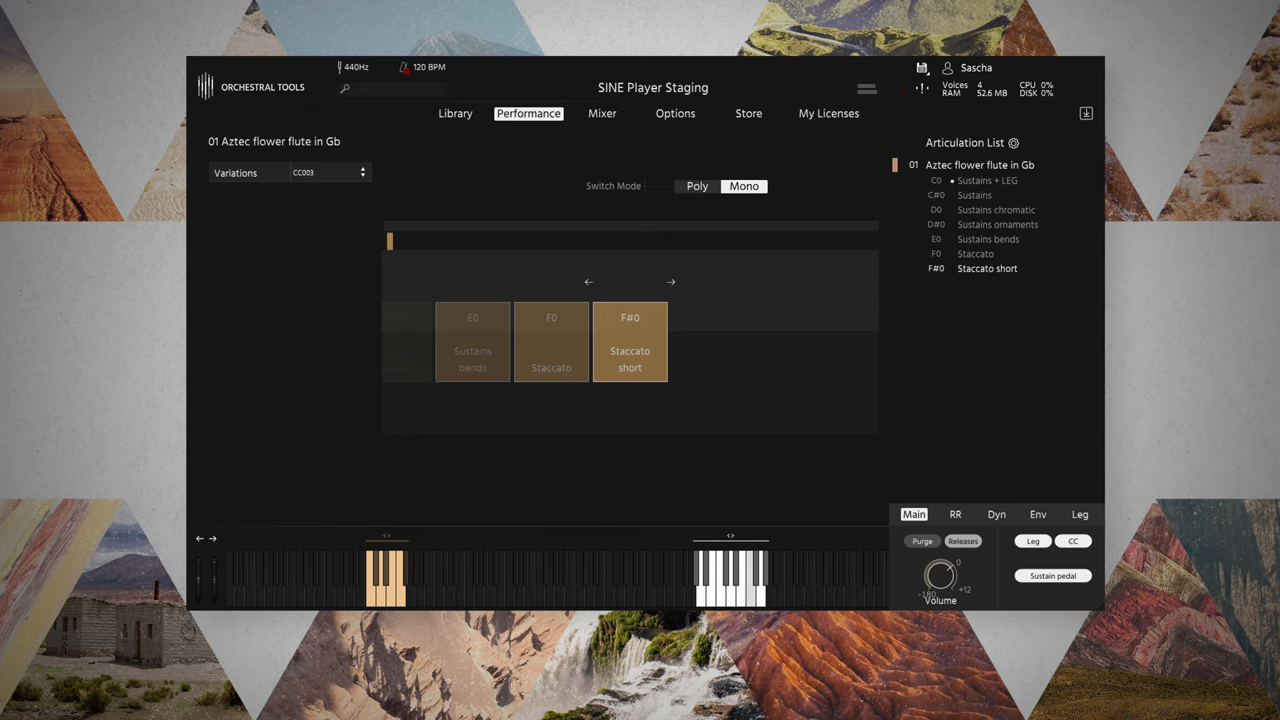 440Hz
120 BPM
ORCHESTRAL TOOLS
SINE Player Staging
Sascha
Voices 4
RAM 52.6 MB
CPU 0%
DISK 0%
Library
Performance
Mixer
Options
Store
My Licenses
01 Aztec flower flute in Gb
Variations
CC003
Switch Mode
Poly
Mono
Articulation List
01 Aztec flower flute in Gb
C0 Sustains + LEG
C#0 Sustains
D0 Sustains chromatic
D#0 Sustains ornaments
E0 Sustains bends
F0 Staccato
F#0 Staccato short
E0
Sustains
bends
F0
Staccato
F#0
Staccato
short
Main
RR
Dyn
Env
Leg
Purge
Releases
Leg
CC
0
-180
+12
Volume
Sustain pedal